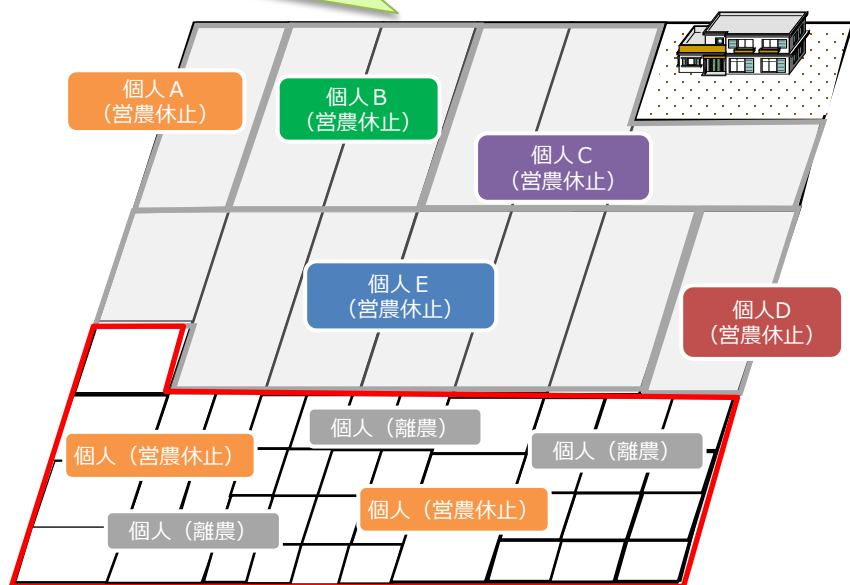 個人A
（営農休止）
個人B
（営農休止）
個人C
（営農休止）
個人E
（営農休止）
個人D
（営農休止）
個人（離農）
個人（営農休止）
個人（離農）
個人（営農休止）
個人（離農）